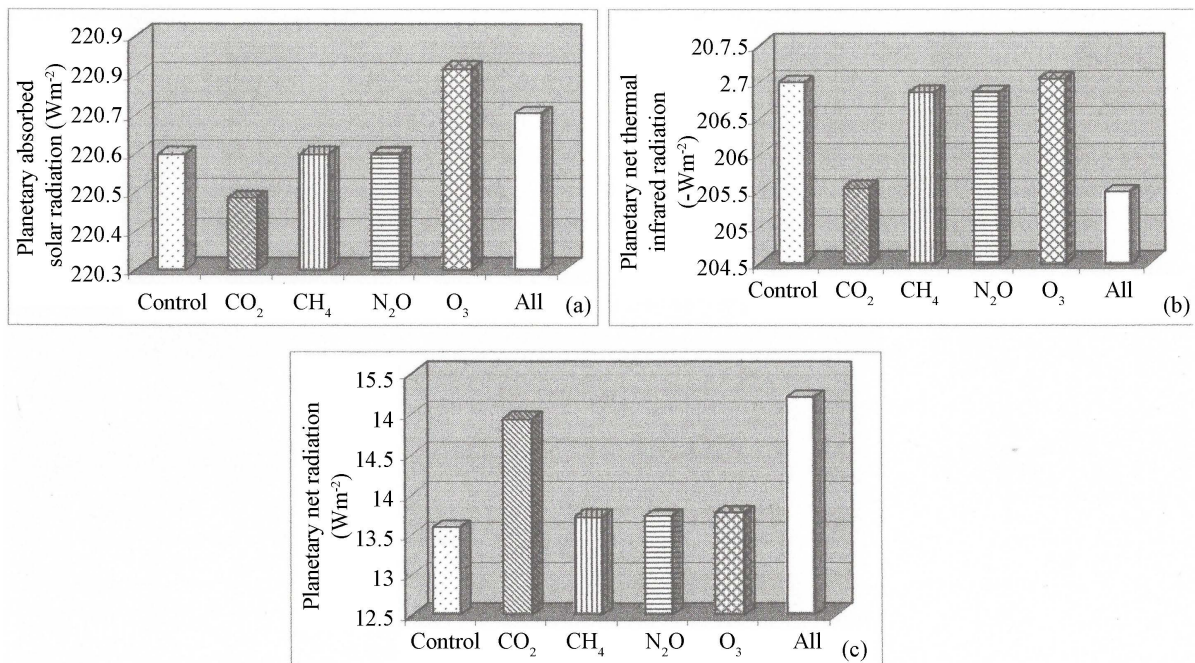 Planetary absorbed
solar radiation (Wm-2)
220.9
220.9
220.7
220.6
220.5
220.4
220.3
Control CO2 CH4 N2O O3 All (a)
Planetary net thermal
infrared radiation
(-Wm-2)
20.7.5
2.7
206.5
206
205.5
205
204.5
Control CO2 CH4 N2O O3 All (b)
Planetary net radiation
(Wm-2)
15.5
14
14.5
14
13.5
13
12.5
Control CO2 CH4 N2O O3 All (c)